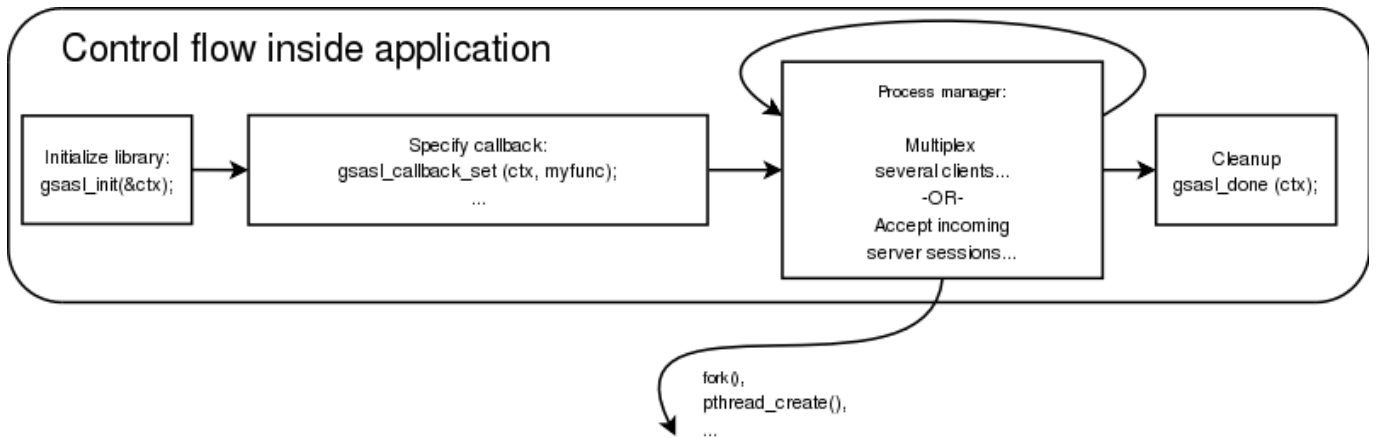 Control flow inside application
Initialize library:
gsasl_init(&ctx);
Specify callback:
gsasl_callback_set (ctx, myfunc);
...
Process manager:
Multiplex
several clients...
-OR-
Accept incoming
server sessions...
Cleanup
gsasl_done (ctx);
fork(),
pthread_create(),
...